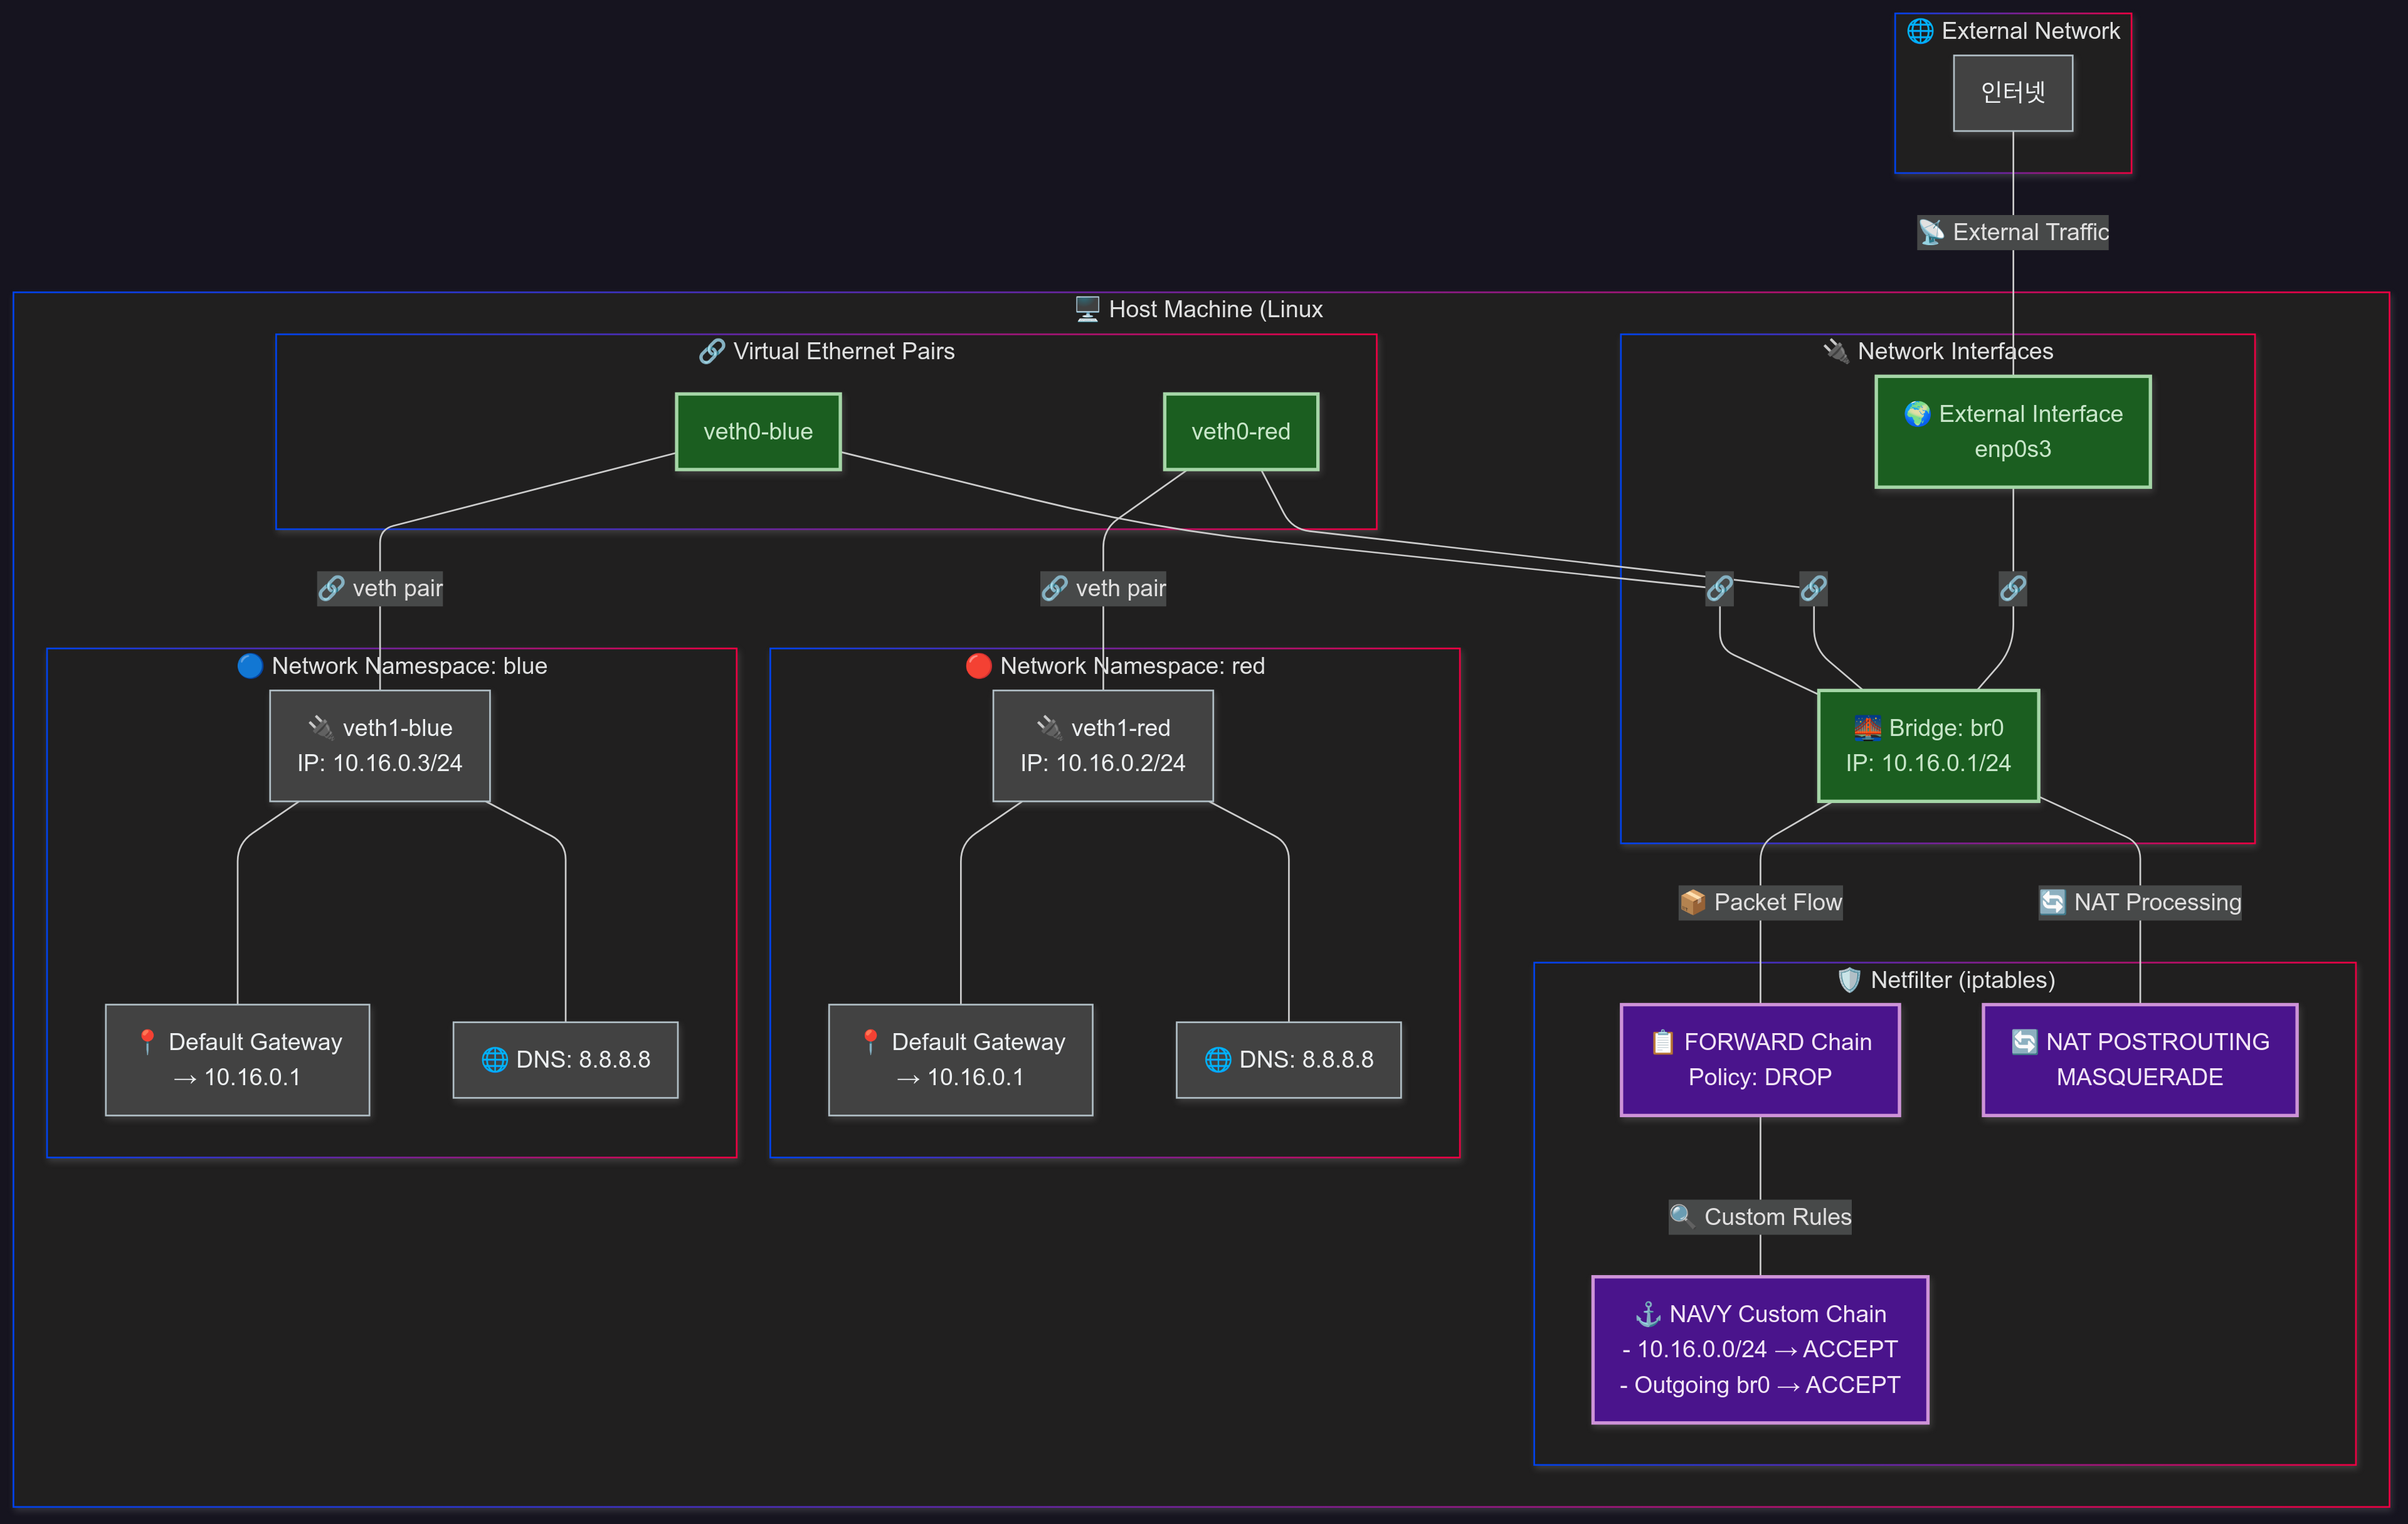 🌐 External Network
인터넷
📡 External Traffic
🖥️ Host Machine (Linux
🔗 Virtual Ethernet Pairs
veth0-blue
veth0-red
🔌 Network Interfaces
🌍 External Interface
enp0s3
🔗 veth pair
🔗 veth pair
🔗
🔗
🔗
🔵 Network Namespace: blue
🔌 veth1-blue
IP: 10.16.0.3/24
📍 Default Gateway
→ 10.16.0.1
🌐 DNS: 8.8.8.8
🔴 Network Namespace: red
🔌 veth1-red
IP: 10.16.0.2/24
📍 Default Gateway
→ 10.16.0.1
🌐 DNS: 8.8.8.8
🌉 Bridge: br0
IP: 10.16.0.1/24
📦 Packet Flow
🔄 NAT Processing
🛡️ Netfilter (iptables)
📋 FORWARD Chain
Policy: DROP
🔄 NAT POSTROUTING
MASQUERADE
🔍 Custom Rules
⚓ NAVY Custom Chain
- 10.16.0.0/24 → ACCEPT
- Outgoing br0 → ACCEPT